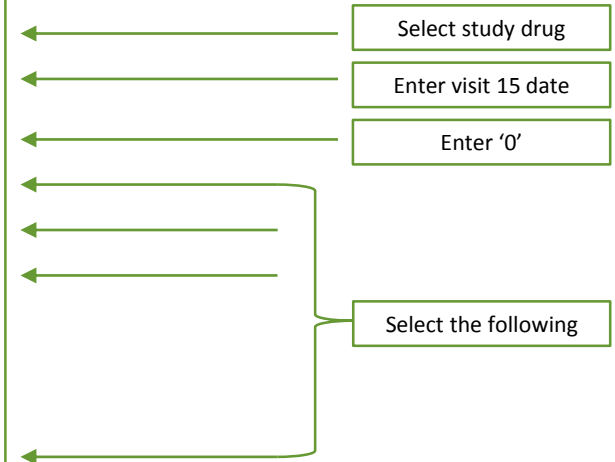 Select study drug
Enter visit 15 date
Enter ‘0’
Select the following